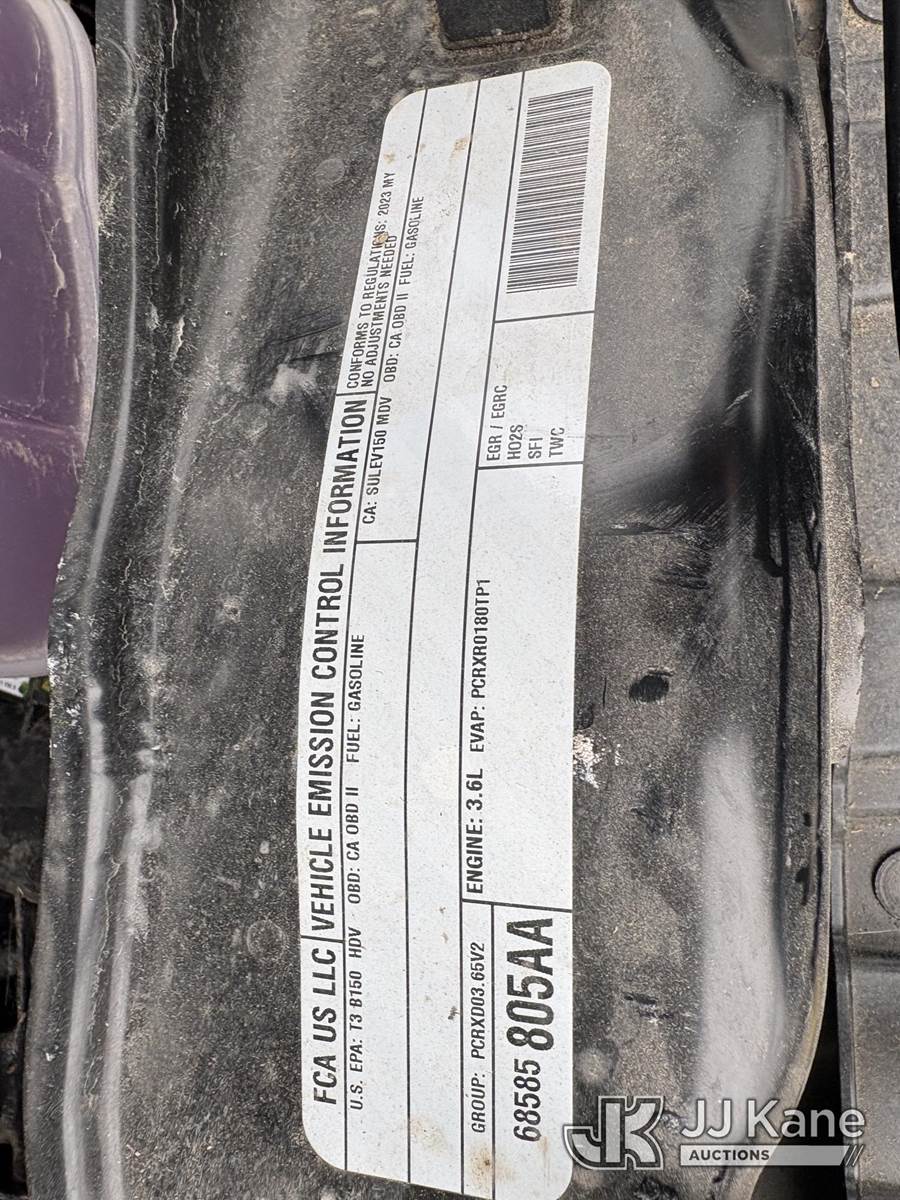 FCA US LLC VEHICLE EMISSION CONTROL INFORMATION
CONFORMS TO REGULATIONS: 2023 MY
NO ADJUSTMENTS NEEDED
U.S. EPA: T3 B150 HDV OBD: CA OBD II FUEL: GASOLINE
CA: SULEV150 MDV OBD: CA OBD II FUEL: GASOLINE
GROUP: PCRXD03.65V2
ENGINE: 3.6L EVAP: PCRXR0180TP1
EGR / EGRC
HO2S
SFI
TWC
68585805AA
JK JJ Kane
AUCTIONS